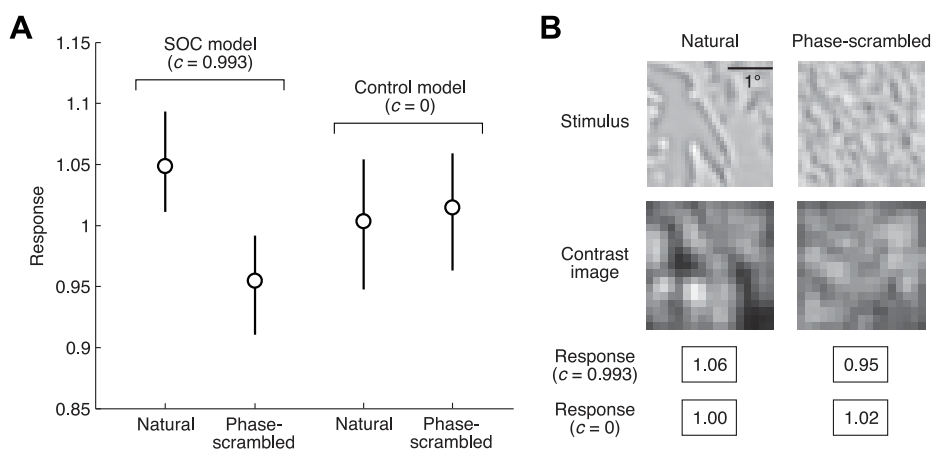 A
1.15
1.1
1.05
1
0.95
0.9
0.85
Response
SOC model
(c = 0.993)
Control model
(c = 0)
Natural
Phase-
scrambled
Natural
Phase-
scrambled
B
Natural
Phase-scrambled
Stimulus
1°
Contrast
image
Response
(c = 0.993)
1.06
0.95
Response
(c = 0)
1.00
1.02